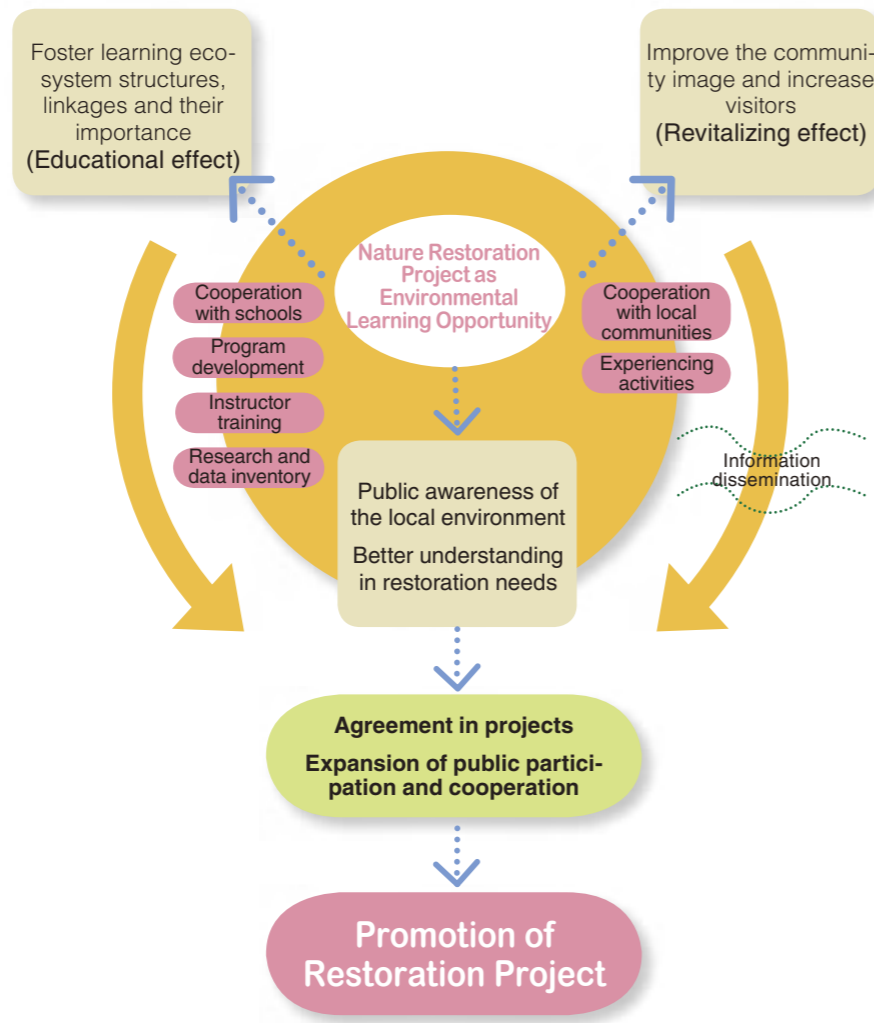 Foster learning eco-
system structures,
linkages and their
importance
(Educational effect)
Improve the communi-
ty image and increase
visitors
(Revitalizing effect)
Nature Restoration
Project as
Environmental
Learning Opportunity
Cooperation
with schools
Program
development
Instructor
training
Research and
data inventory
Cooperation
with local
communities
Experiencing
activities
Information
dissemination
Public awareness of
the local environment
Better understanding
in restoration needs
Agreement in projects
Expansion of public partici-
pation and cooperation
Promotion of
Restoration Project